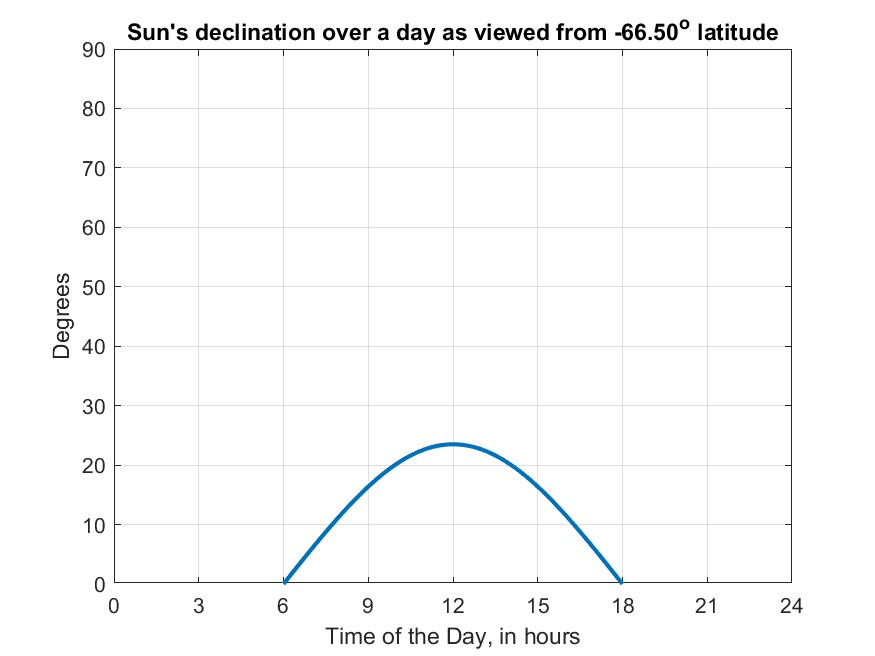 Sun's declination over a day as viewed from -66.50° latitude
90
80
70
60
50
40
30
20
10
0
Degrees
0 3 6 9 12 15 18 21 24
Time of the Day, in hours